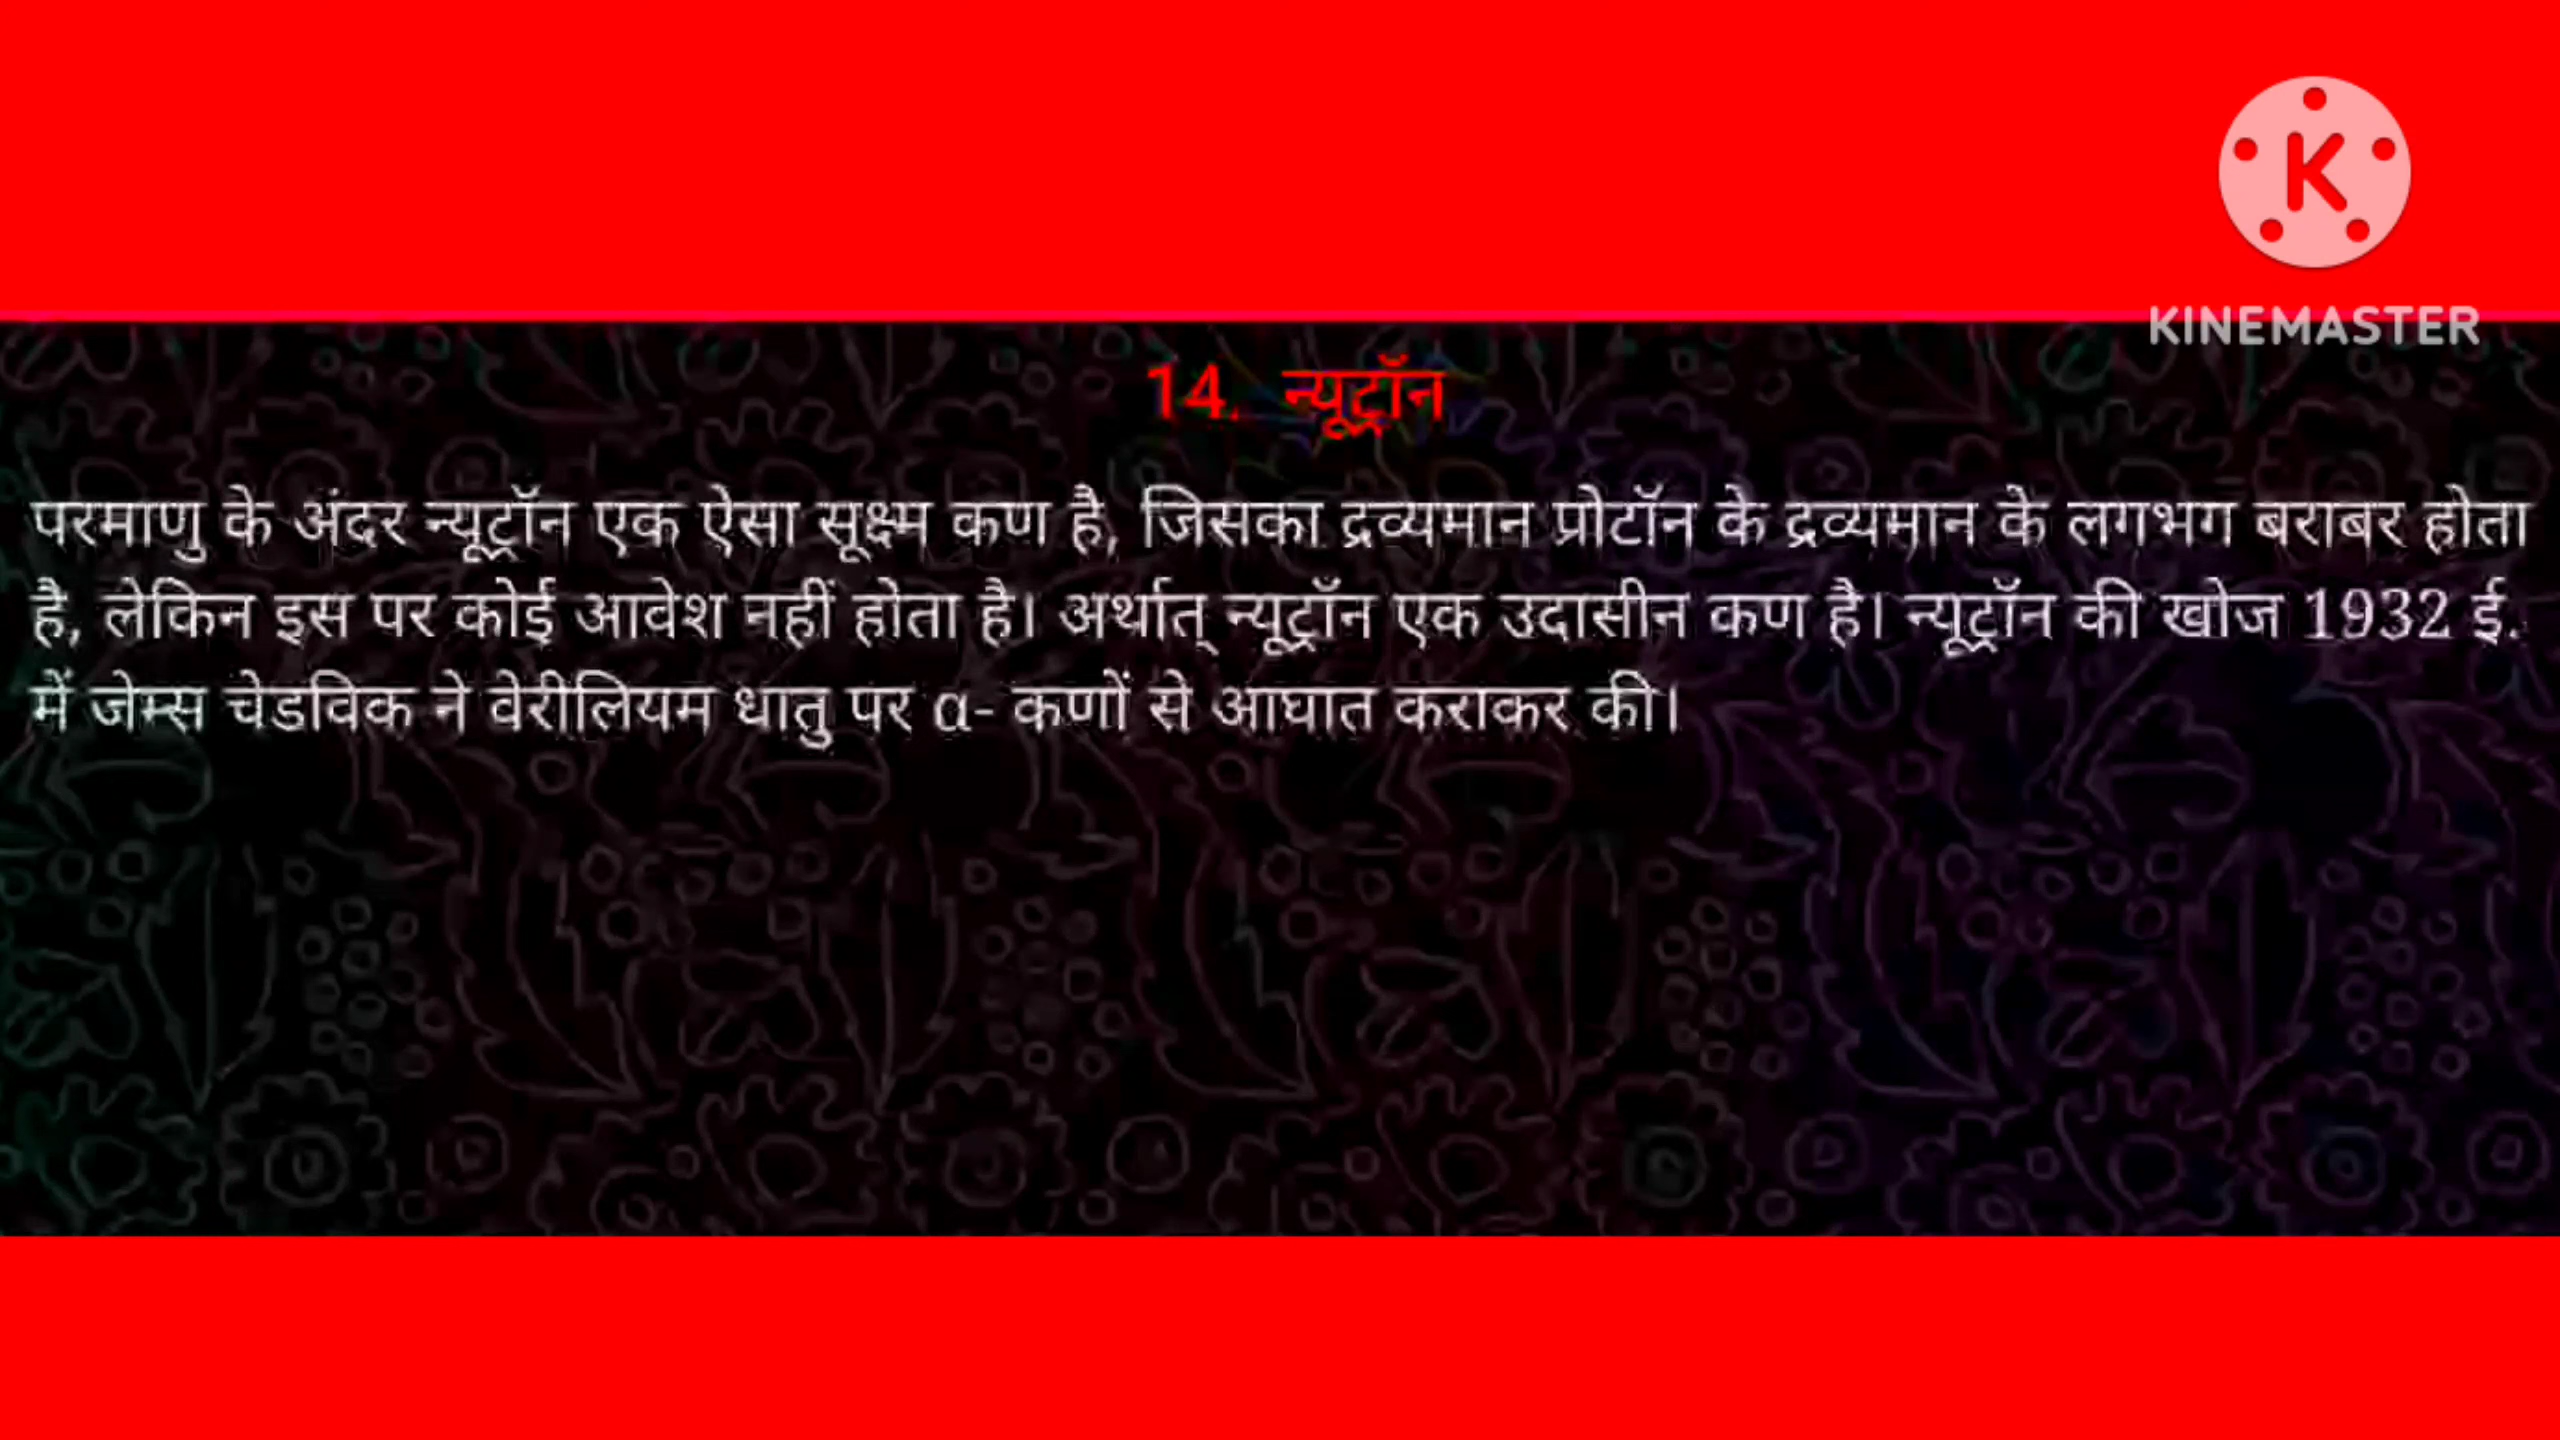 KINEMASTER
14. न्यूट्रॉन
परमाणु के अंदर न्यूट्रॉन एक ऐसा सूक्ष्म कण है, जिसका द्रव्यमान प्रोटॉन के द्रव्यमान के लगभग बराबर होता
है, लेकिन इस पर कोई आवेश नहीं होता है। अर्थात् न्यूट्रॉन एक उदासीन कण है। न्यूट्रॉन की खोज 1932 ई.
में जेम्स चेडविक ने वेरीलियम धातु पर α- कणों से आघात कराकर की।